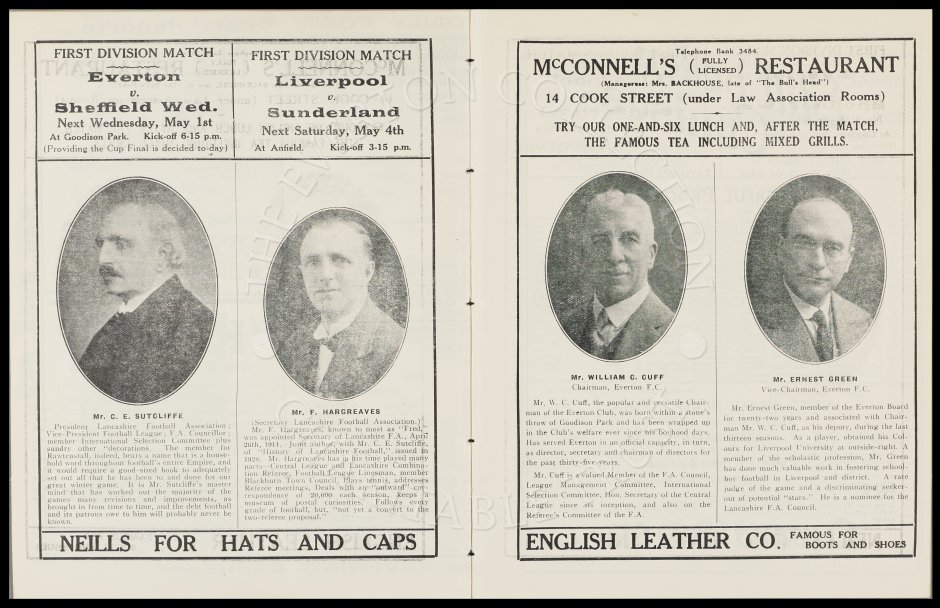 FIRST DIVISION MATCH
Everton
v.
Sheffield Wed.
Next Wednesday, May 1st
At Goodison Park. Kick-off 6-15 p.m.
(Providing the Cup Final is decided to-day)
FIRST DIVISION MATCH
Liverpool
v.
Sunderland
Next Saturday, May 4th
At Anfield. Kick-off 3-15 p.m.
Mr. C. E. SUTCLIFFE
President Lancashire Football Association;
Vice-President Football League; F.A. Councillor;
member International Selection Committee plus
sundry other "decorations. The member for
Rawtenstall, indeed, bears a name that is a house-
hold word throughout football's entire Empire, and
it would require a good-sized book to adequately
set out all that he has been to and done for our
great winter game. It is Mr. Sutcliffe's master
mind that has worked out the majority of the
games many revisions and improvements, as
brought in from time to time, and the debt football
and its patrons owe to him will probably never be
known.
Mr. F. HARGREAVES
(Secretary Lancashire Football Association.)
Mr. F. Hargreaves, known to most as "Fred,"
was appointed Secretary of Lancashire F.A., April
26th, 1911. Joint author, with Mr. C. E. Sutcliffe,
of "History of Lancashire Football," issued in
Mr. Hargreaves has in his time played many
parts—Central League and Lancashire Combina-
tion Referee, Football League Linesman, member
Blackburn Town Council, Plays tennis, addresses
Referee meetings, Deals with an "outward" cor-
respondence of 20,000 each season, keeps a
museum of postal curiosities. Follows every
grade of football, but, "not yet a convert to the
two-referee proposal."
NEILLS FOR HATS AND CAPS
Telephone Bank 3484.
McCONNELL'S (FULLY LICENSED) RESTAURANT
(Manageress: Mrs. BACKHOUSE, late of "The Bull's Head")
14 COOK STREET (under Law Association Rooms)
TRY OUR ONE-AND-SIX LUNCH AND, AFTER THE MATCH,
THE FAMOUS TEA INCLUDING MIXED GRILLS.
Mr. WILLIAM C. CUFF
Chairman, Everton F.C.
Mr. W. C. Cuff, the popular and versatile Chair-
man of the Everton Club, was born within a stone's
throw of Goodison Park and has been wrapped up
in the Club's welfare ever since his boyhood days.
Has served Everton in an official capacity, in turn,
as director, secretary and chairman of directors for
the past thirty-five years.
Mr. Cuff is a valued member of the F.A. Council,
League Management Committee, International
Selection Committee, Hon. Secretary of the Central
League since its inception, and also on the
Referee's Committee of the F.A.
Mr. ERNEST GREEN
Vice-Chairman, Everton F.C.
Mr. Ernest Green, member of the Everton Board
for twenty-two years and associated with Chair-
man Mr. W. C. Cuff, as his deputy, during the last
thirteen seasons. As a player, obtained his Col-
ours for Liverpool University at outside-right. A
member of the scholastic profession, Mr. Green
has done much valuable work in fostering school-
boy football in Liverpool and district. A rare
judge of the game and a discriminating seeker-
out of potential "stars." He is a nominee for the
Lancashire F.A. Council.
ENGLISH LEATHER CO. FAMOUS FOR
BOOTS AND SHOES